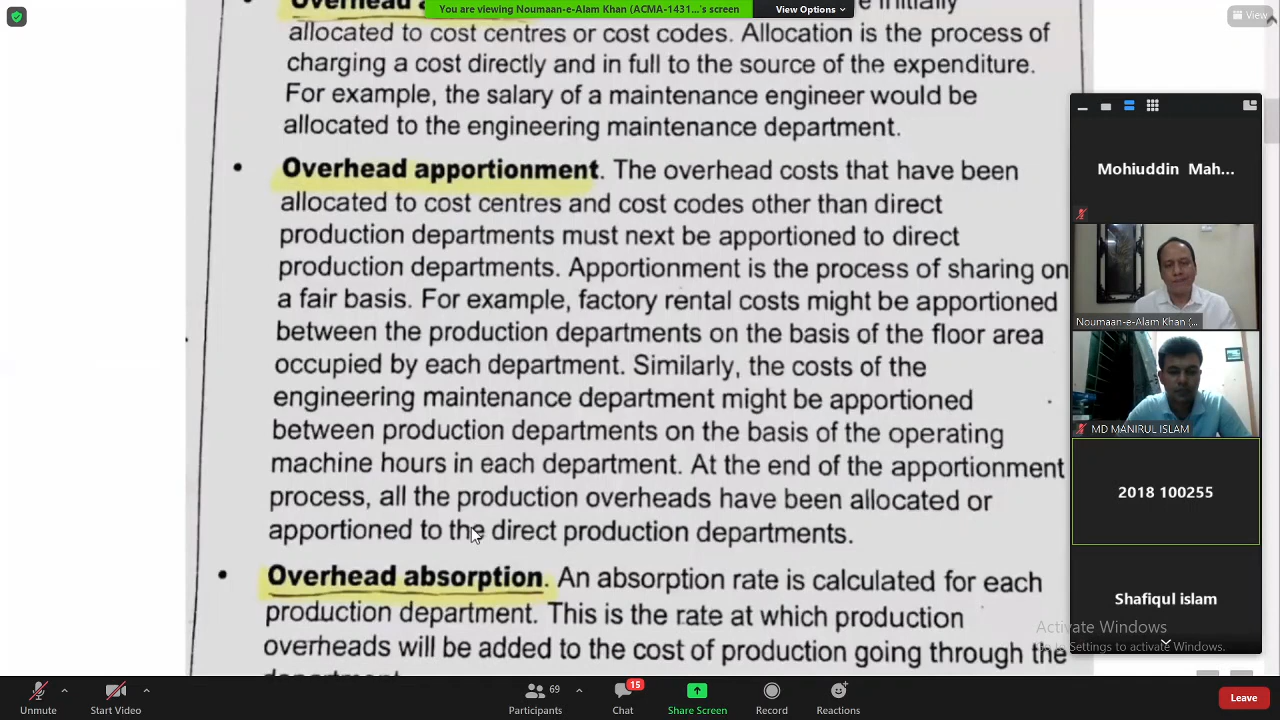 Overhead a
You are viewing Noumaan-e-Alam Khan (ACMA-1431...'s screen
View Options
e initially
View
allocated to cost centres or cost codes. Allocation is the process of
charging a cost directly and in full to the source of the expenditure.
For example, the salary of a maintenance engineer would be
allocated to the engineering maintenance department.
• Overhead apportionment. The overhead costs that have been
allocated to cost centres and cost codes other than direct
production departments must next be apportioned to direct
production departments. Apportionment is the process of sharing on
a fair basis. For example, factory rental costs might be apportioned
between the production departments on the basis of the floor area
occupied by each department. Similarly, the costs of the
engineering maintenance department might be apportioned
between production departments on the basis of the operating
machine hours in each department. At the end of the apportionment
process, all the production overheads have been allocated or
apportioned to the direct production departments.
• Overhead absorption. An absorption rate is calculated for each
production department. This is the rate at which production
overheads will be added to the cost of production going through the
Mohiuddin Mah...
Noumaan-e-Alam Khan (...
MD MANIRUL ISLAM
2018 100255
Shafiqul islam
Activate Windows
Settings to activate Windows.
Unmute
Start Video
Participants
69
Chat
15
Share Screen
Record
Reactions
Leave